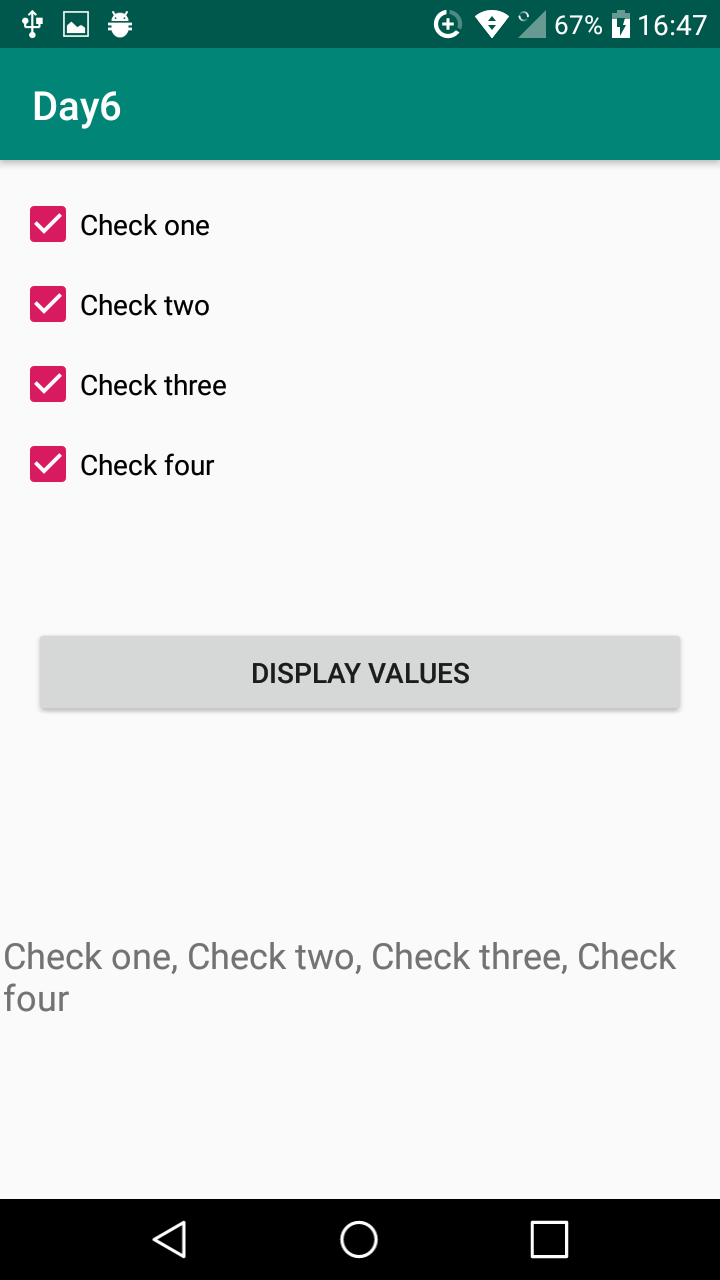 67% 16:47
Day6
Check one
Check two
Check three
Check four
DISPLAY VALUES
Check one, Check two, Check three, Check
four